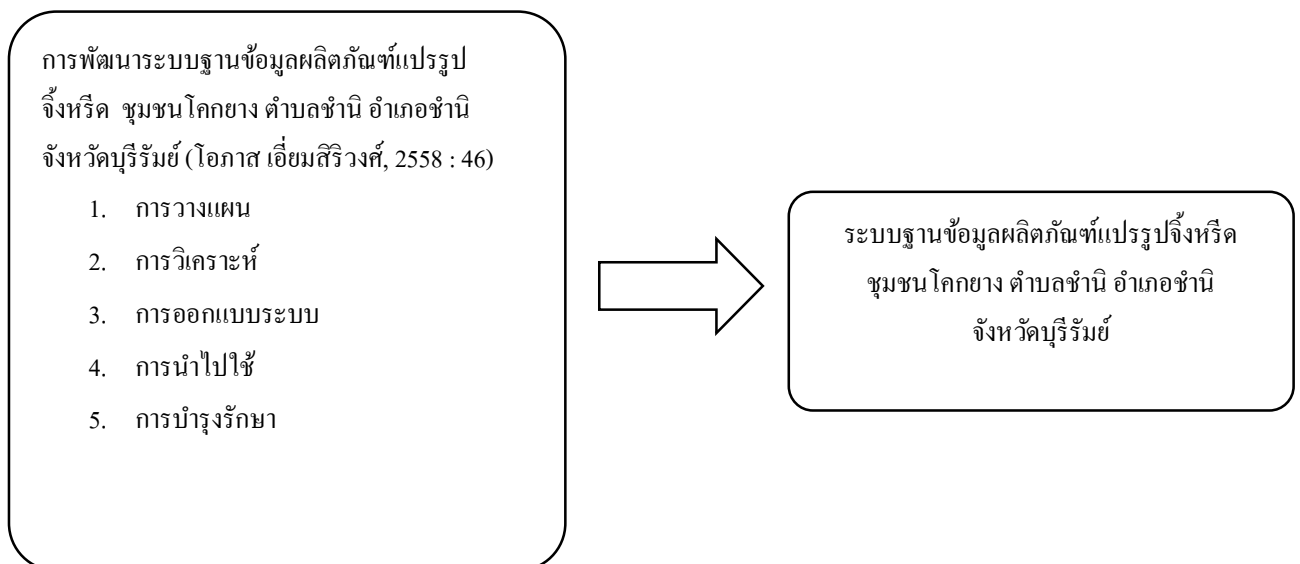 การพัฒนาระบบฐานข้อมูลผลิตภัณฑ์แปรรูป
จิ้งหรีด ชุมชนโคกยาง ตำบลชำนิ อำเภอชำนิ
จังหวัดบุรีรัมย์ (โอภาส เอี่ยมสิริวงศ์, 2558 : 46)
1. การวางแผน
2. การวิเคราะห์
3. การออกแบบระบบ
4. การนำไปใช้
5. การบำรุงรักษา
ระบบฐานข้อมูลผลิตภัณฑ์แปรรูปจิ้งหรีด
ชุมชนโคกยาง ตำบลชำนิ อำเภอชำนิ
จังหวัดบุรีรัมย์